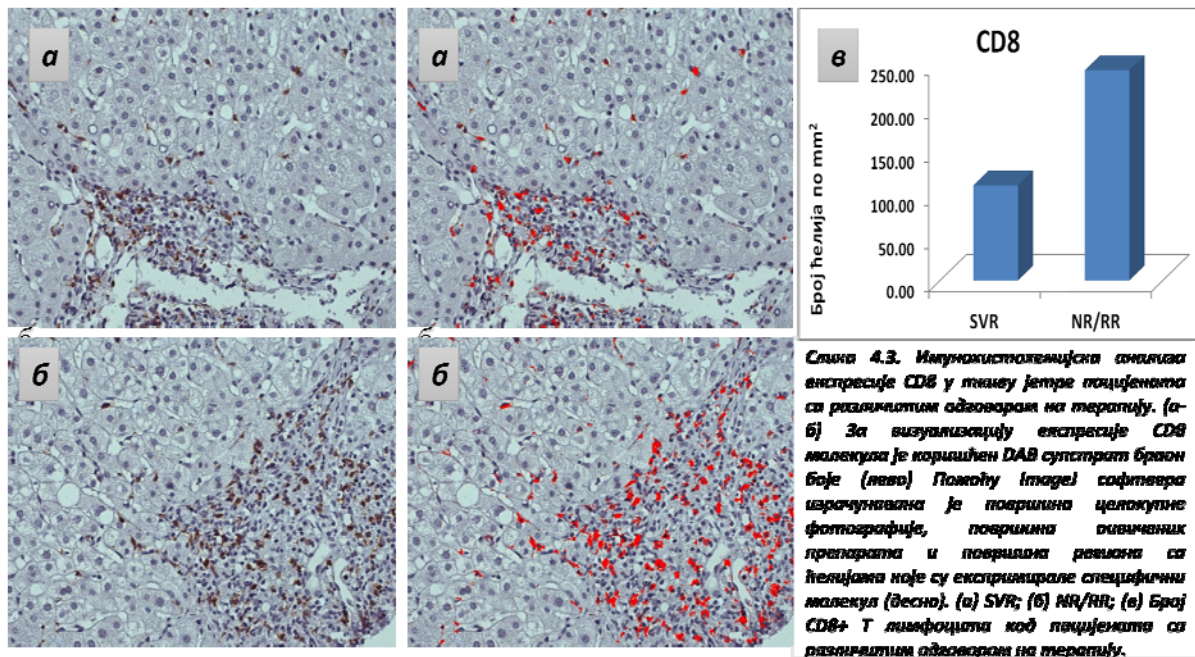 а
а
б
б
в
CD8
Број ћелија по mm²
250.00
200.00
150.00
100.00
50.00
0.00
SVR
NR/RR
Слика 4.3. Имунохистохемијска анализа
експресије CD8 у ткиву јетре пацијената
са различитим одговором на терапију. (а-
б) За визуализацију експресије CD8
молекула је коришћен DAB супстрат браон
боје (лево) Помоћу ImageJ софтвера
израчунавана је површина целокупне
фотографије, површина
препарата и површина региона са
ћелијама које су експримирале специфични
молекул (десно). (а) SVR; (б) NR/RR; (в) Број
CD8+ Т лимфоцита код пацијената са
различитим одговором на терапију.